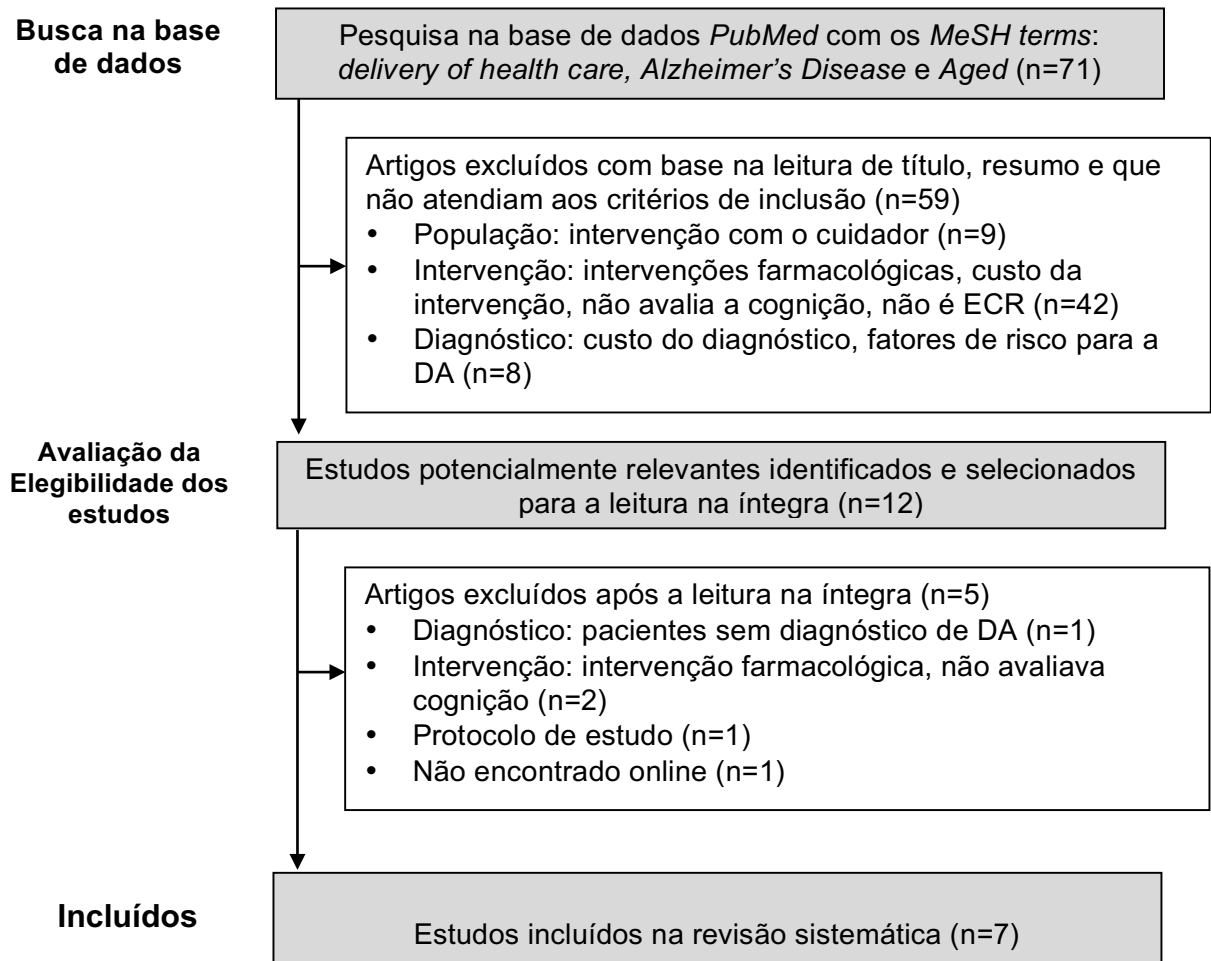 Busca na base
de dados
Pesquisa na base de dados PubMed com os MeSH terms:
delivery of health care, Alzheimer's Disease e Aged (n=71)
Artigos excluídos com base na leitura de título, resumo e que
não atendiam aos critérios de inclusão (n=59)
• População: intervenção com o cuidador (n=9)
• Intervenção: intervenções farmacológicas, custo da
intervenção, não avalia a cognição, não é ECR (n=42)
• Diagnóstico: custo do diagnóstico, fatores de risco para a
DA (n=8)
Avaliação da
Elegibilidade dos
estudos
Estudos potencialmente relevantes identificados e selecionados
para a leitura na íntegra (n=12)
Artigos excluídos após a leitura na íntegra (n=5)
• Diagnóstico: pacientes sem diagnóstico de DA (n=1)
• Intervenção: intervenção farmacológica, não avaliava
cognição (n=2)
• Protocolo de estudo (n=1)
• Não encontrado online (n=1)
Incluídos
Estudos incluídos na revisão sistemática (n=7)